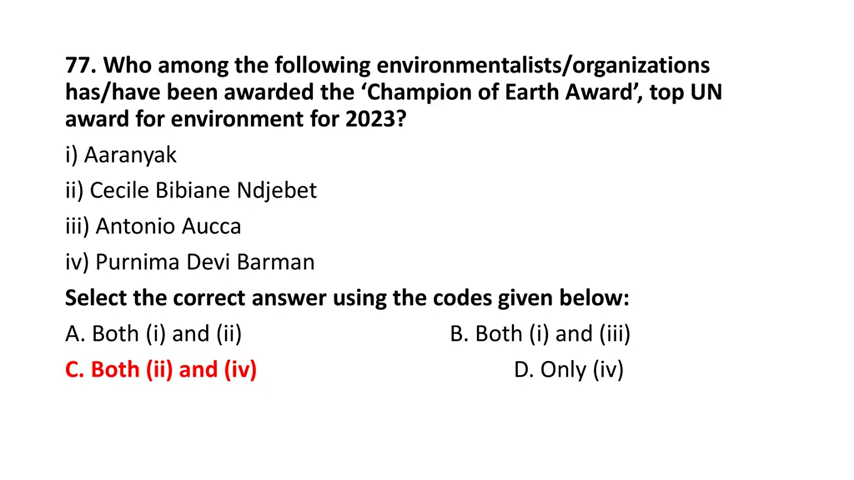 77. Who among the following environmentalists/organizations
has/have been awarded the ‘Champion of Earth Award’, top UN
award for environment for 2023?
i) Aaranyak
ii) Cecile Bibiane Ndjebet
iii) Antonio Aucca
iv) Purnima Devi Barman
Select the correct answer using the codes given below:
A. Both (i) and (ii) B. Both (i) and (iii)
C. Both (ii) and (iv) D. Only (iv)